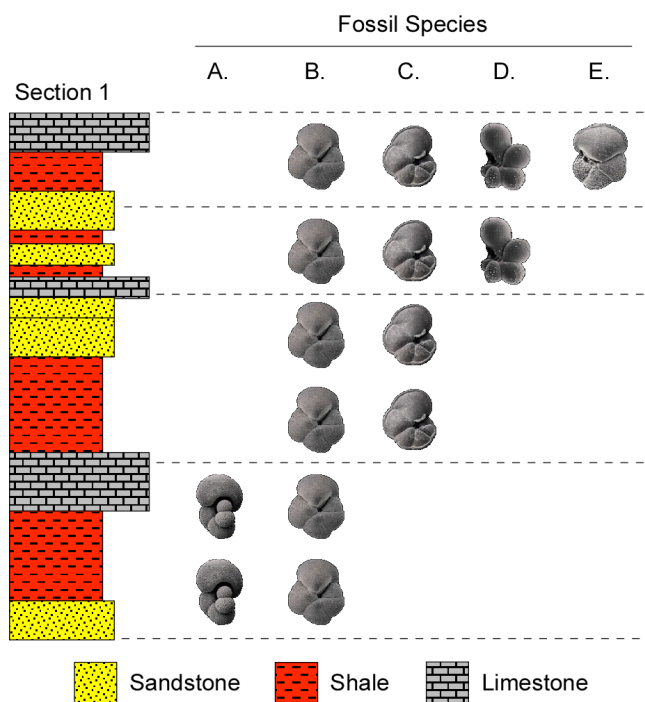 Fossil Species
A. B. C. D. E.
Section 1
Sandstone Shale Limestone